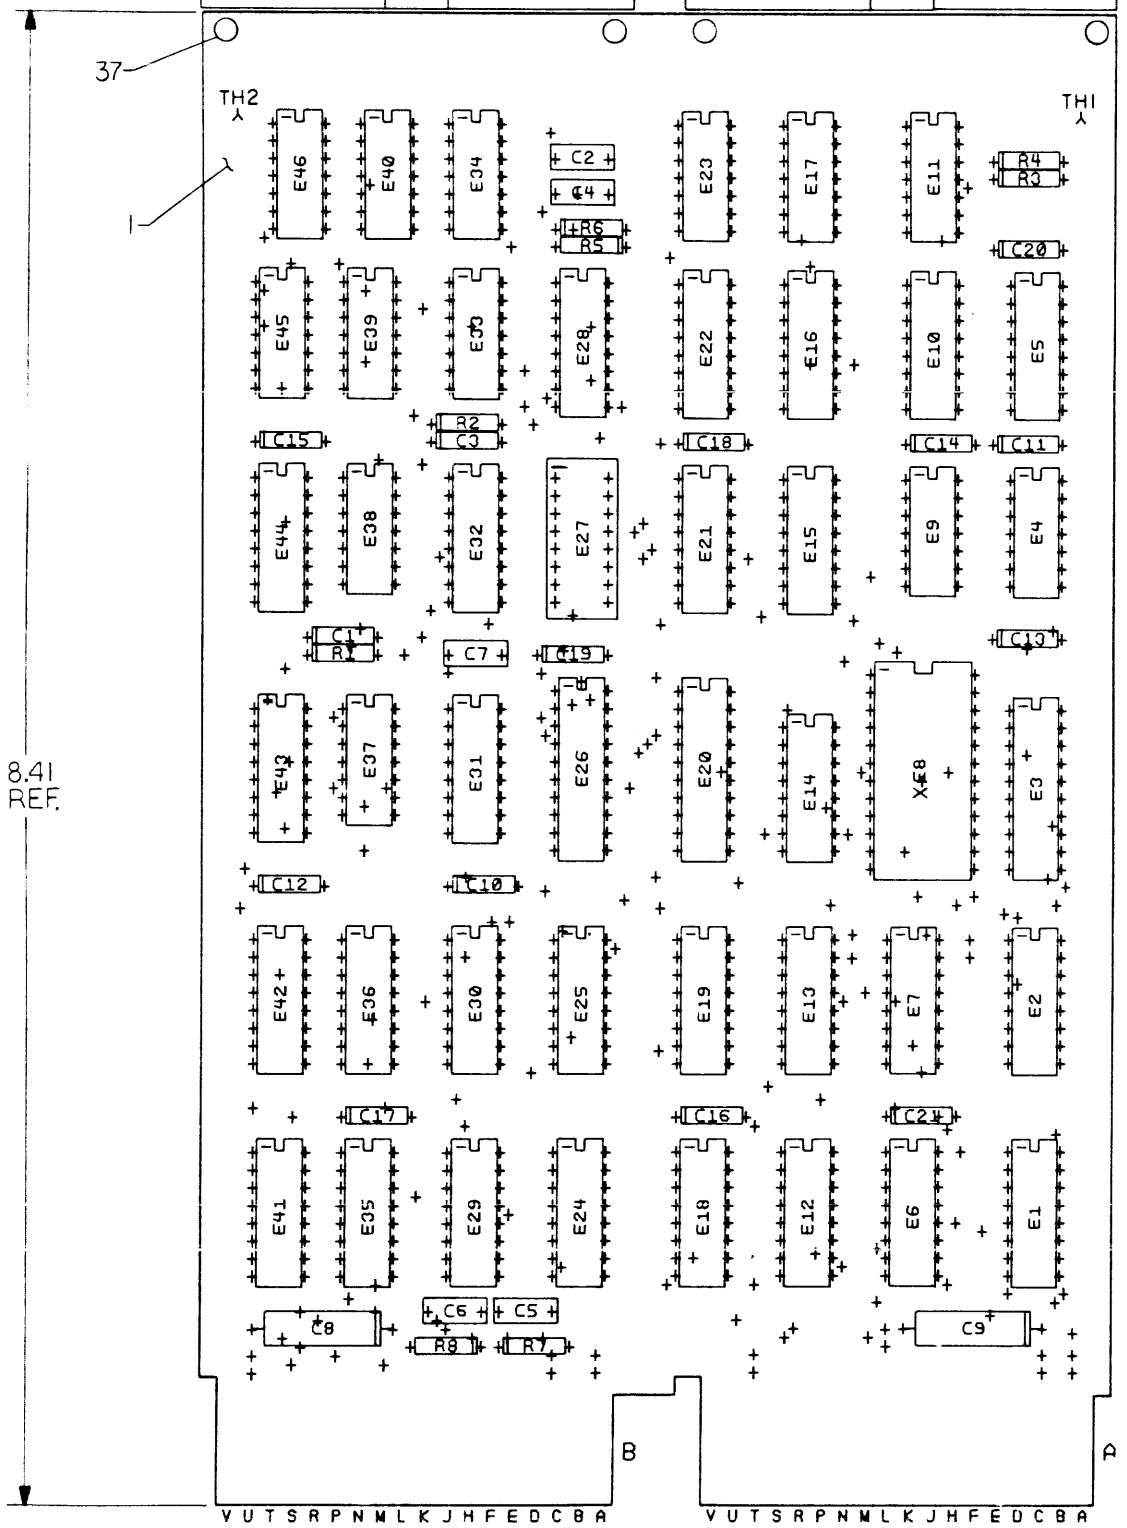 37
TH2
TH1
E46
E40
E34
C2
E23
E17
E11
R4
R3
C4
1
R6
R5
C20
E45
E39
E33
E28
E22
E16
E10
E5
R2
C15
C3
C18
C14
C11
E44
E38
E32
E27
E21
E15
E9
E4
C1
R1
C7
C19
C13
8.41
REF.
E43
E37
E31
E26
E20
E14
XE8
E3
C12
C10
E42
E36
E30
E25
E19
E13
E7
E2
C17
C16
C21
E41
E35
E29
E24
E18
E12
E6
E1
C8
C6
C5
C9
R8
R7
B
A
V U T S R P N M L K J H F E D C B A
V U T S R P N M L K J H F E D C B A